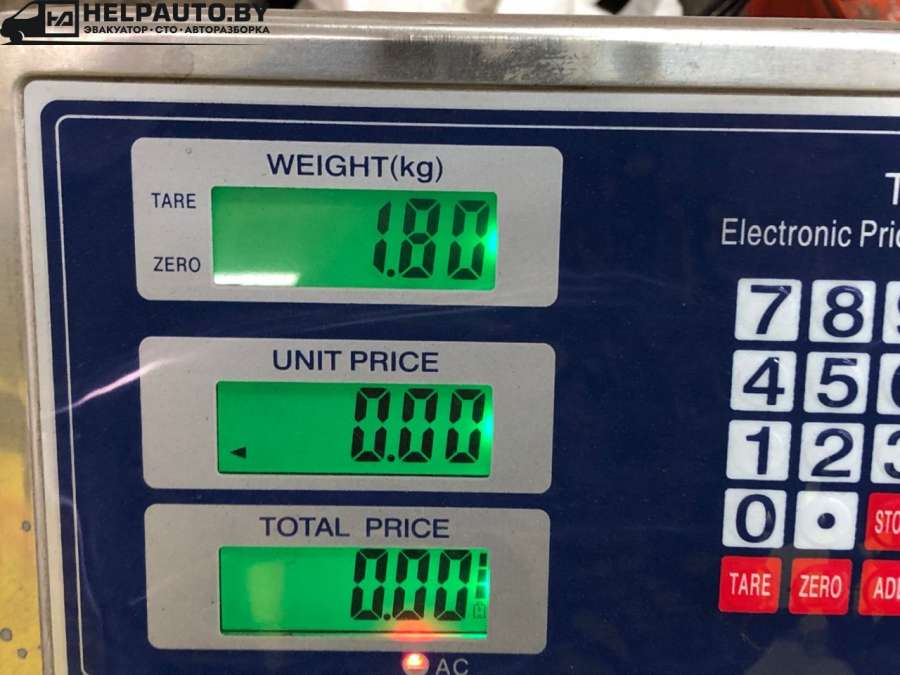 HELPAUTO.BY
ЭВАКУАТОР · СТО · АВТОРАЗБОРКА
WEIGHT(kg)
TARE
1.80
ZERO
UNIT PRICE
0.00
TOTAL PRICE
0.00
AC
Electronic
7 8
4 5
1 2 3
0 •
TARE ZERO